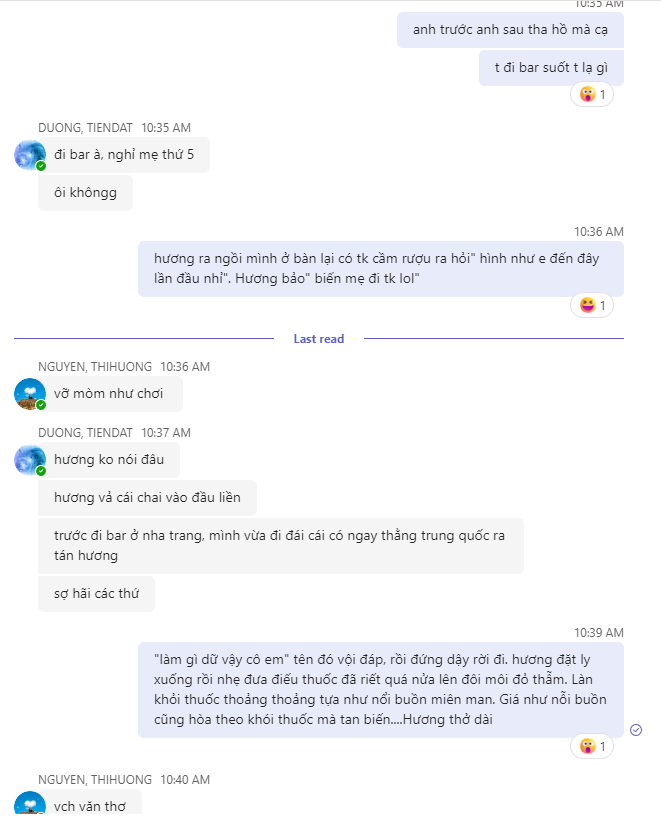 10:35 AM
anh trước anh sau tha hồ mà cạ
t đi bar suốt t lạ gì
1
DUONG, TIENDAT 10:35 AM
đi bar à, nghỉ mẹ thứ 5
ôi khôngg
10:36 AM
hương ra ngồi mình ở bàn lại có tk cầm rượu ra hỏi" hình như e đến đây
lần đầu nhỉ". Hương bảo" biến mẹ đi tk lol"
1
Last read
NGUYEN, THIHUONG 10:36 AM
vỡ mòm như chơi
DUONG, TIENDAT 10:37 AM
hương ko nói đâu
hương vả cái chai vào đầu liền
trước đi bar ở nha trang, mình vừa đi đái cái có ngay thằng trung quốc ra
tán hương
sợ hãi các thứ
10:39 AM
"làm gì dữ vậy cô em" tên đó vội đáp, rồi đứng dậy rời đi. hương đặt ly
xuống rồi nhẹ đưa điếu thuốc đã riết quá nửa lên đôi môi đỏ thẫm. Làn
khỏi thuốc thoảng thoảng tựa như nổi buồn miên man. Giá như nỗi buồn
cũng hòa theo khói thuốc mà tan biến....Hương thở dài
1
NGUYEN, THIHUONG 10:40 AM
vch văn thơ